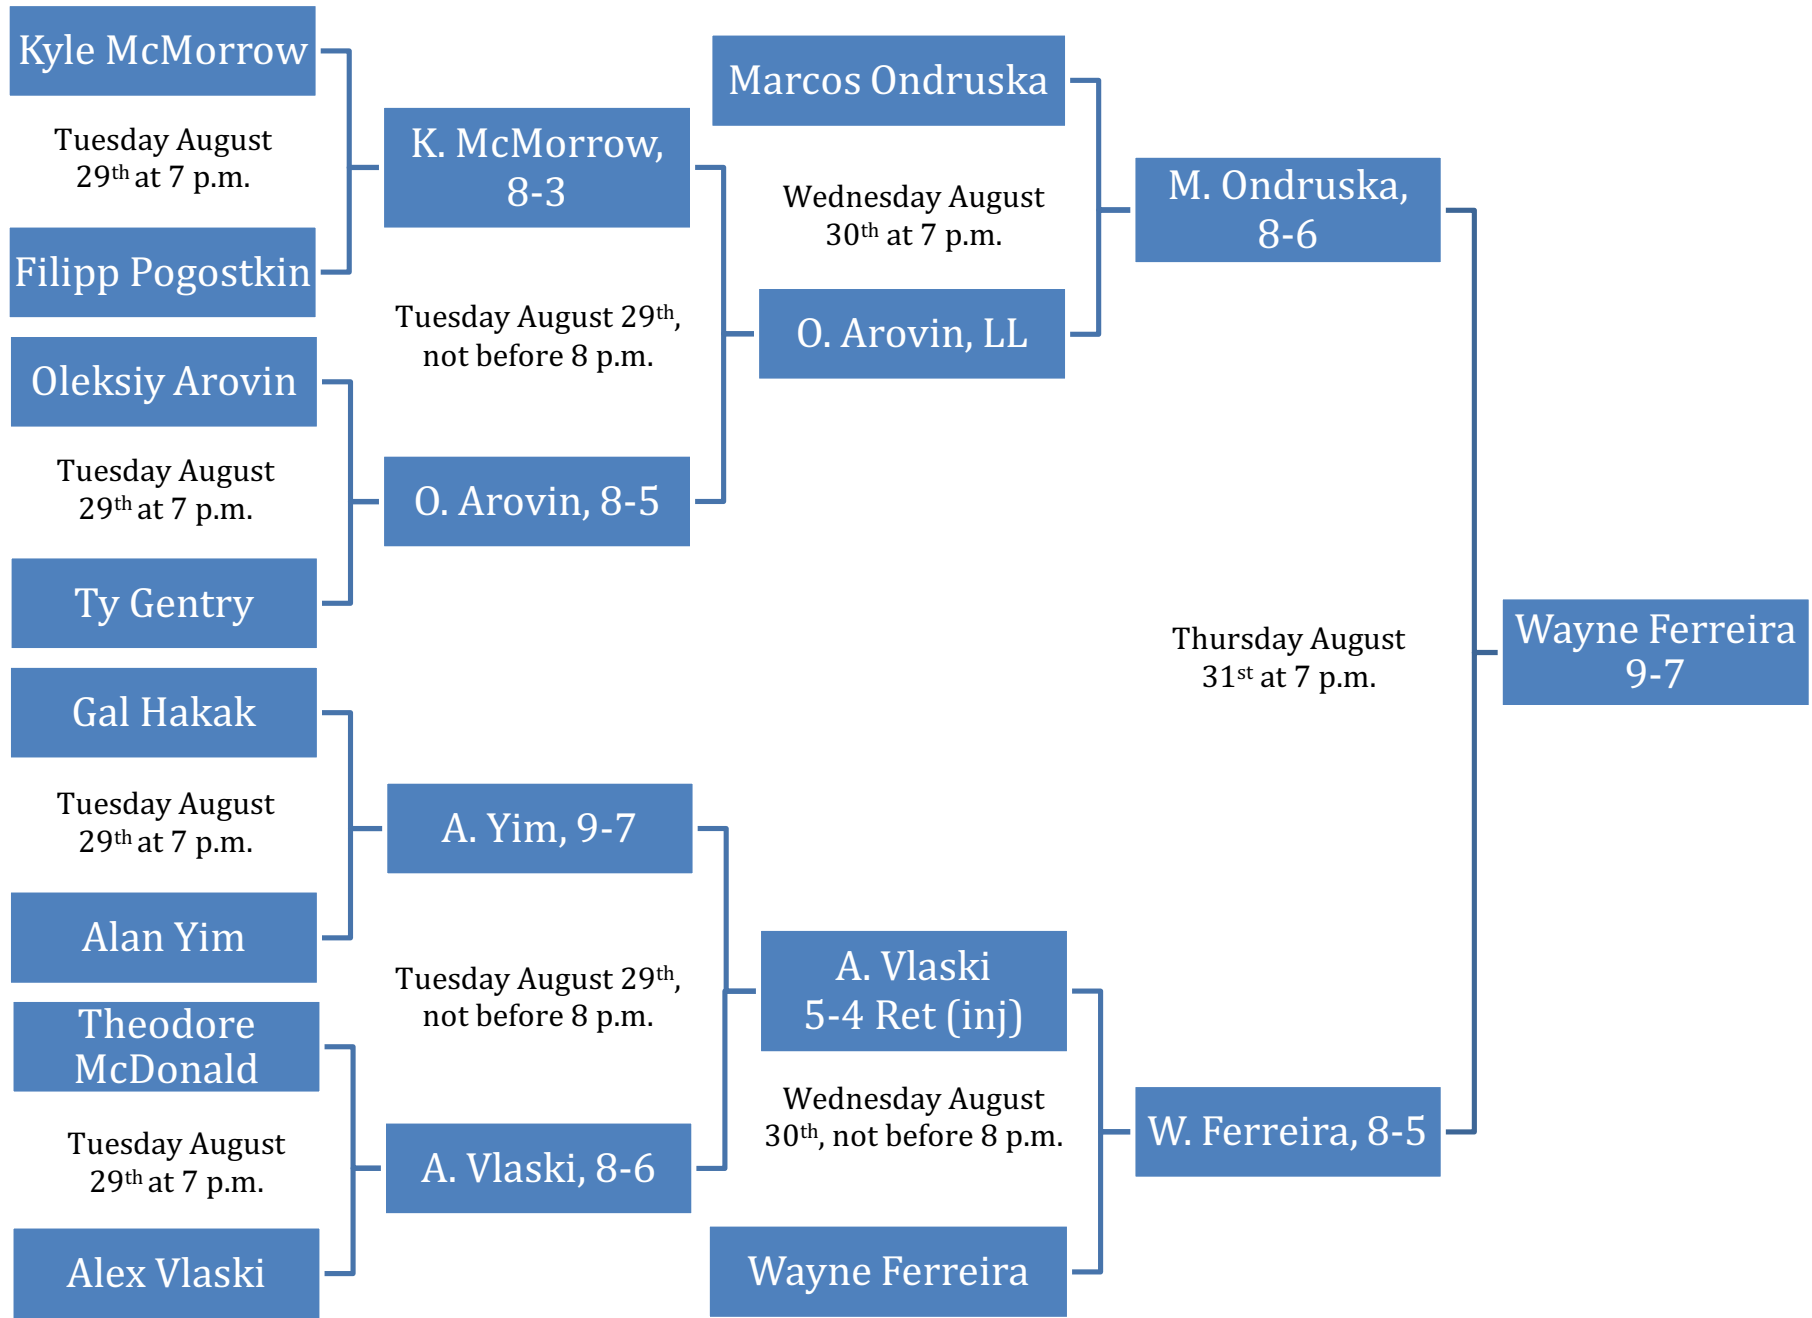 Kyle McMorrow
Tuesday August
29th at 7 p.m.
Filipp Pogostkin
Oleksiy Arovin
Tuesday August
29th at 7 p.m.
Ty Gentry
Gal Hakak
Tuesday August
29th at 7 p.m.
Alan Yim
Theodore
McDonald
Tuesday August
29th at 7 p.m.
Alex Vlaski
K. McMorrow,
8-3
Tuesday August 29th,
not before 8 p.m.
O. Arovin, 8-5
A. Yim, 9-7
Tuesday August 29th,
not before 8 p.m.
A. Vlaski, 8-6
Marcos Ondruska
Wednesday August
30th at 7 p.m.
O. Arovin, LL
A. Vlaski
5-4 Ret (inj)
Wednesday August
30th, not before 8 p.m.
Wayne Ferreira
M. Ondruska,
8-6
Thursday August
31st at 7 p.m.
W. Ferreira, 8-5
Wayne Ferreira
9-7